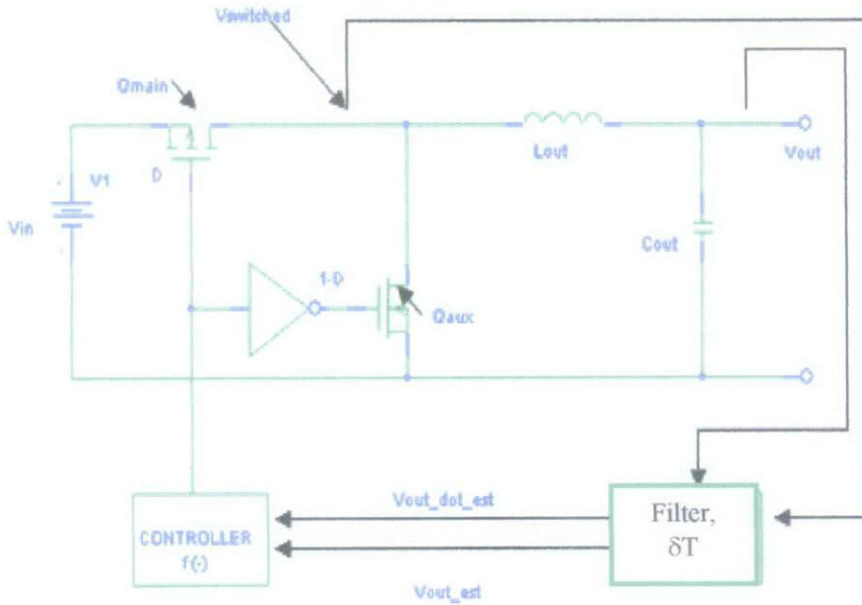 Vswitched
Qmain
D
V1
Vin
Lout
Vout
Cout
1-D
Qaux
Vout_dot_est
Filter,
δT
CONTROLLER
f(-)
Vout_est